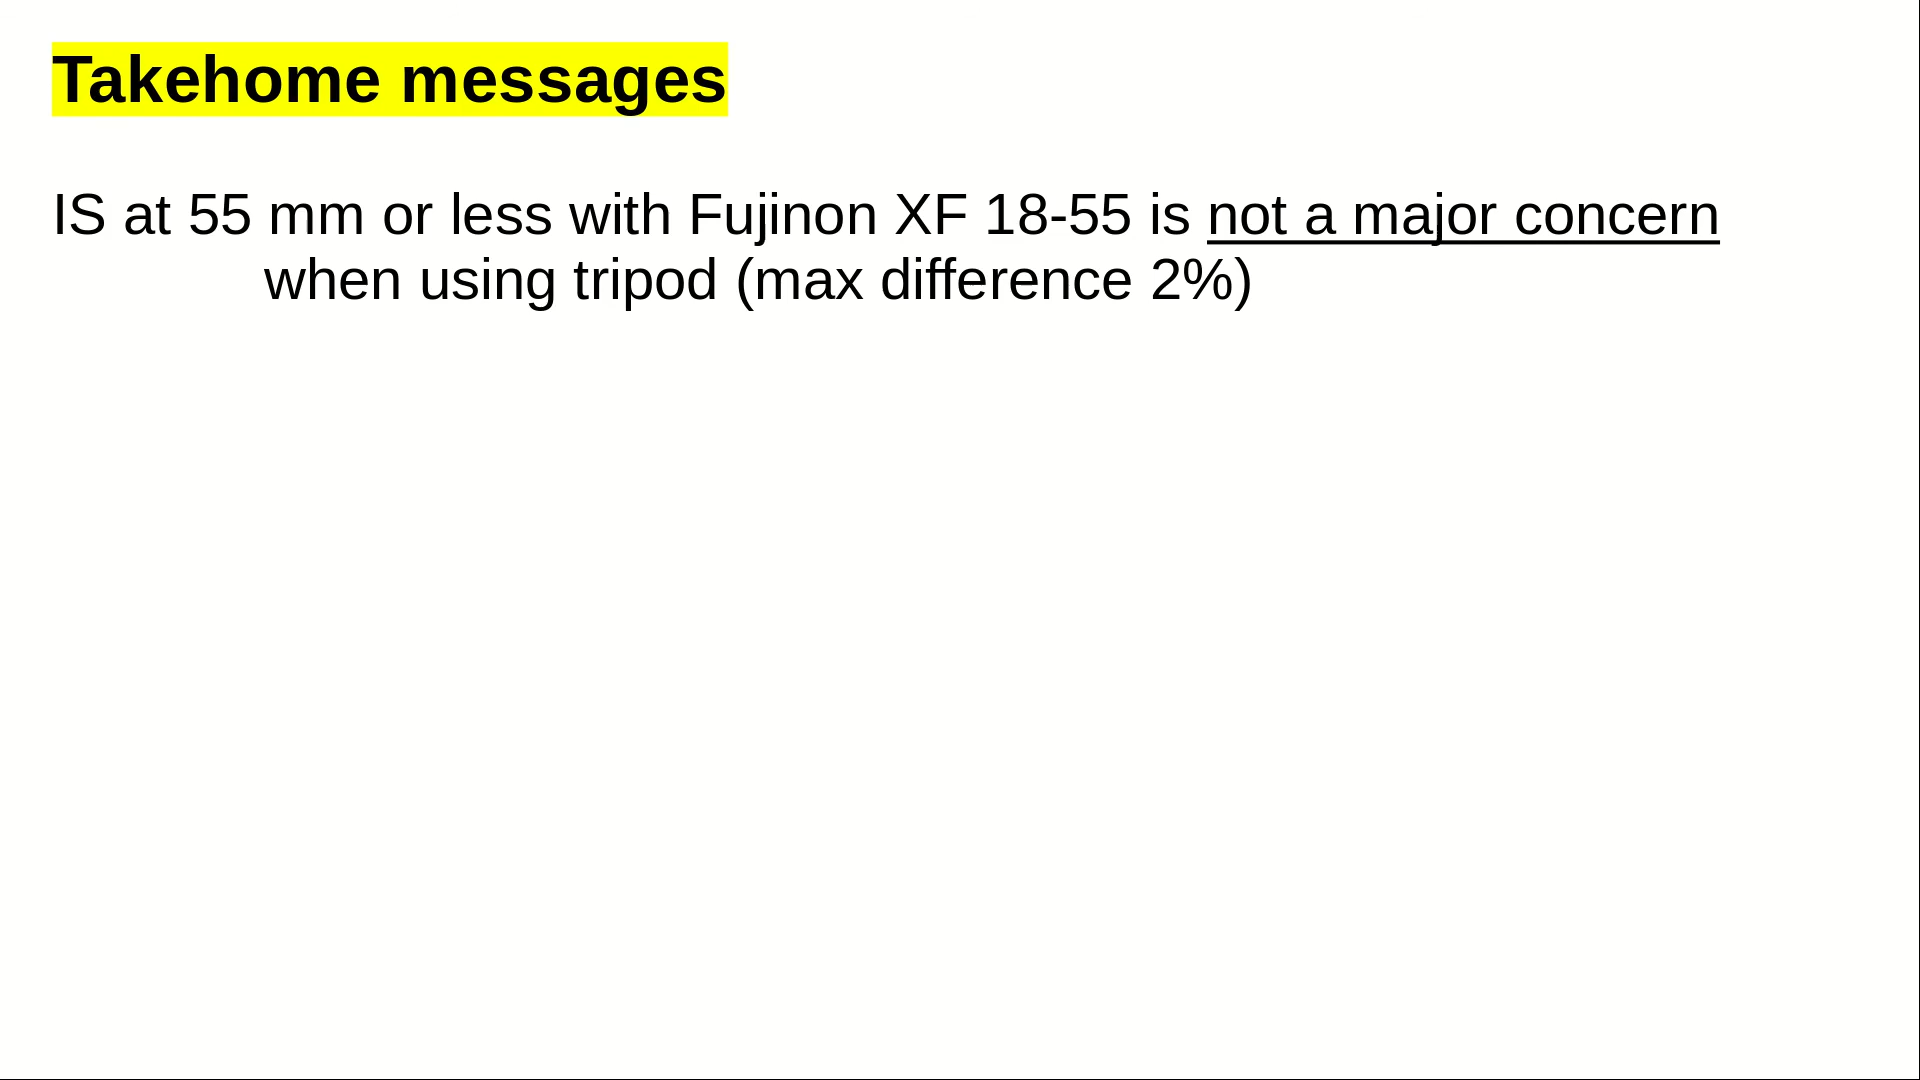 Takehome messages
IS at 55 mm or less with Fujinon XF 18-55 is not a major concern
when using tripod (max difference 2%)